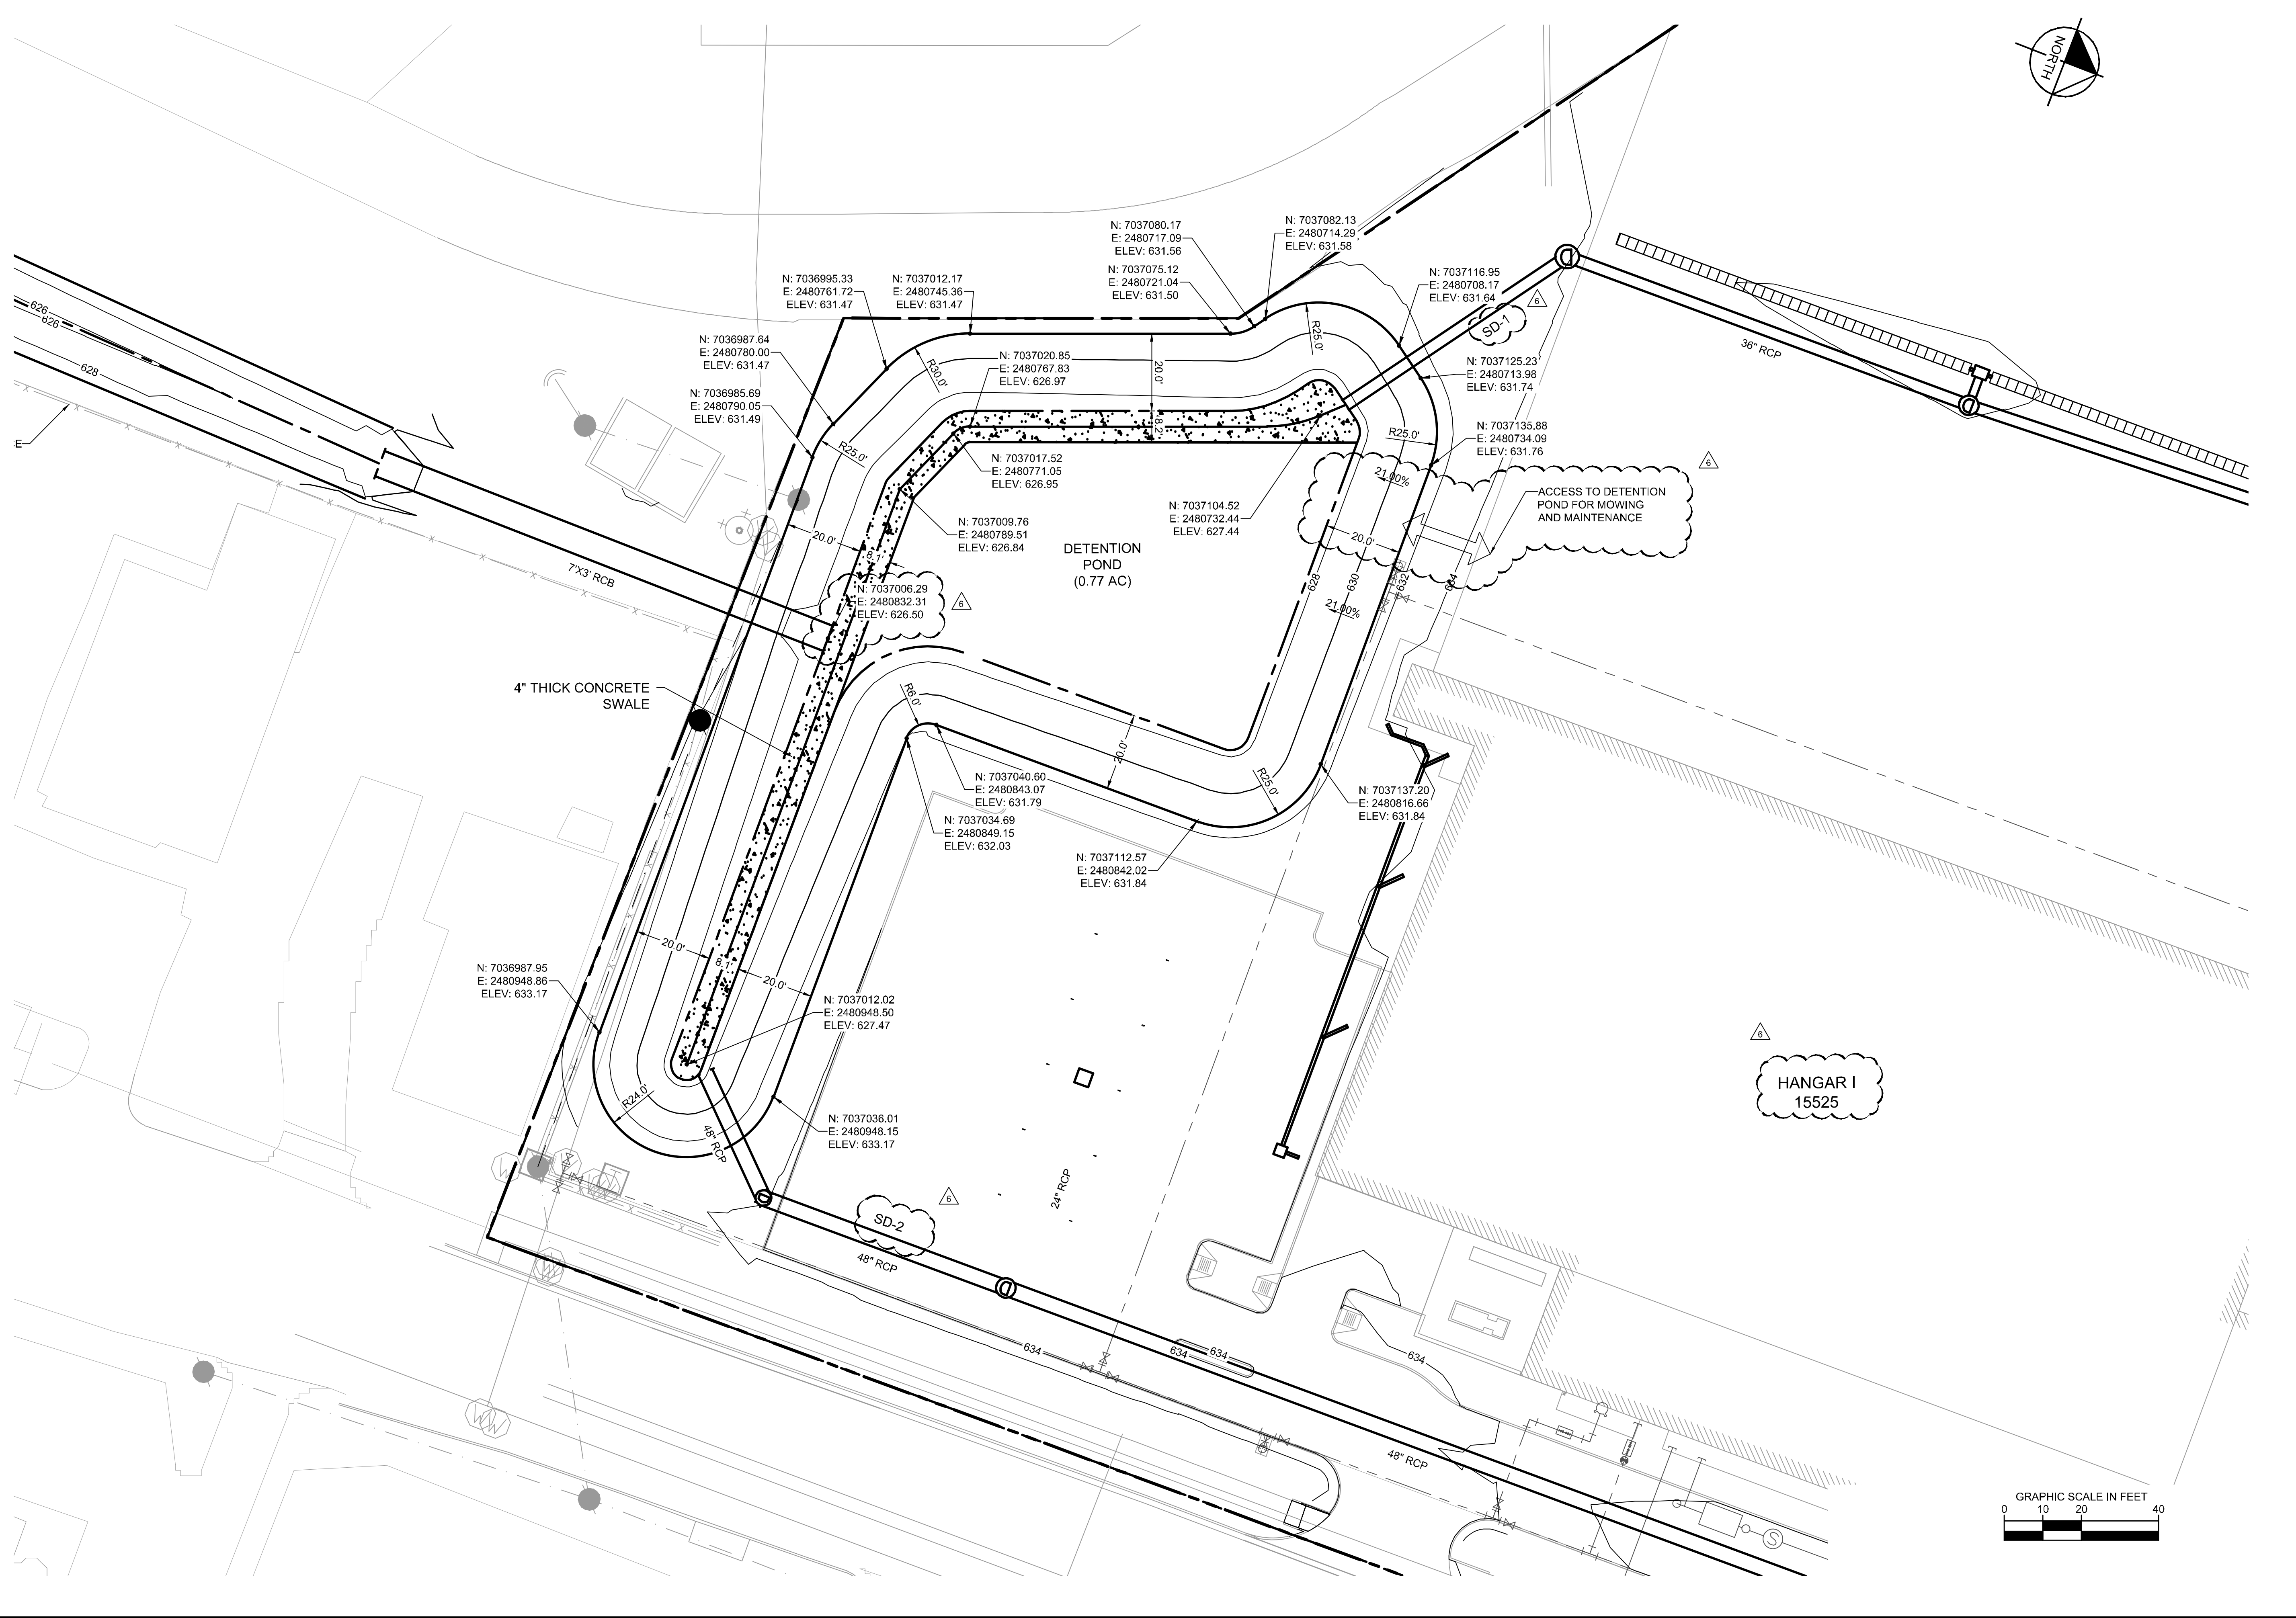 NORTH
N: 7037080.17
E: 2480717.09
ELEV: 631.56
N: 7037082.13
E: 2480714.29
ELEV: 631.58
N: 7037075.12
E: 2480721.04
ELEV: 631.50
N: 7036995.33
E: 2480761.72
ELEV: 631.47
N: 7037012.17
E: 2480745.36
ELEV: 631.47
N: 7037116.95
E: 2480708.17
ELEV: 631.64
6
SD-1
36" RCP
626
626
628
E
N: 7036987.64
E: 2480780.00
ELEV: 631.47
N: 7036985.69
E: 2480790.05
ELEV: 631.49
R30.0'
R25.0'
N: 7037020.85
E: 2480767.83
ELEV: 626.97
20.0'
8.2'
R25.0'
N: 7037125.23
E: 2480713.98
ELEV: 631.74
R25.0'
N: 7037135.88
E: 2480734.09
ELEV: 631.76
N: 7037017.52
E: 2480771.05
ELEV: 626.95
21.00%
6
ACCESS TO DETENTION
POND FOR MOWING
AND MAINTENANCE
N: 7037104.52
E: 2480732.44
ELEV: 627.44
N: 7037009.76
E: 2480789.51
ELEV: 626.84
20.0'
8.1'
DETENTION
POND
(0.77 AC)
20.0'
628
630
632
634
21.00%
7'X3' RCB
N: 7037006.29
E: 2480832.31
ELEV: 626.50
6
4" THICK CONCRETE
SWALE
R6.0'
20.0'
R25.0'
N: 7037040.60
E: 2480843.07
ELEV: 631.79
N: 7037034.69
E: 2480849.15
ELEV: 632.03
N: 7037137.20
E: 2480816.66
ELEV: 631.84
N: 7037112.57
E: 2480842.02
ELEV: 631.84
20.0'
8.1'
20.0'
N: 7036987.95
E: 2480948.86
ELEV: 633.17
N: 7037012.02
E: 2480948.50
ELEV: 627.47
6
HANGAR I
15525
R24.0'
N: 7037036.01
E: 2480948.15
ELEV: 633.17
48" RCP
24" RCP
6
SD-2
48" RCP
634
634
634
634
48" RCP
GRAPHIC SCALE IN FEET
0 10 20 40